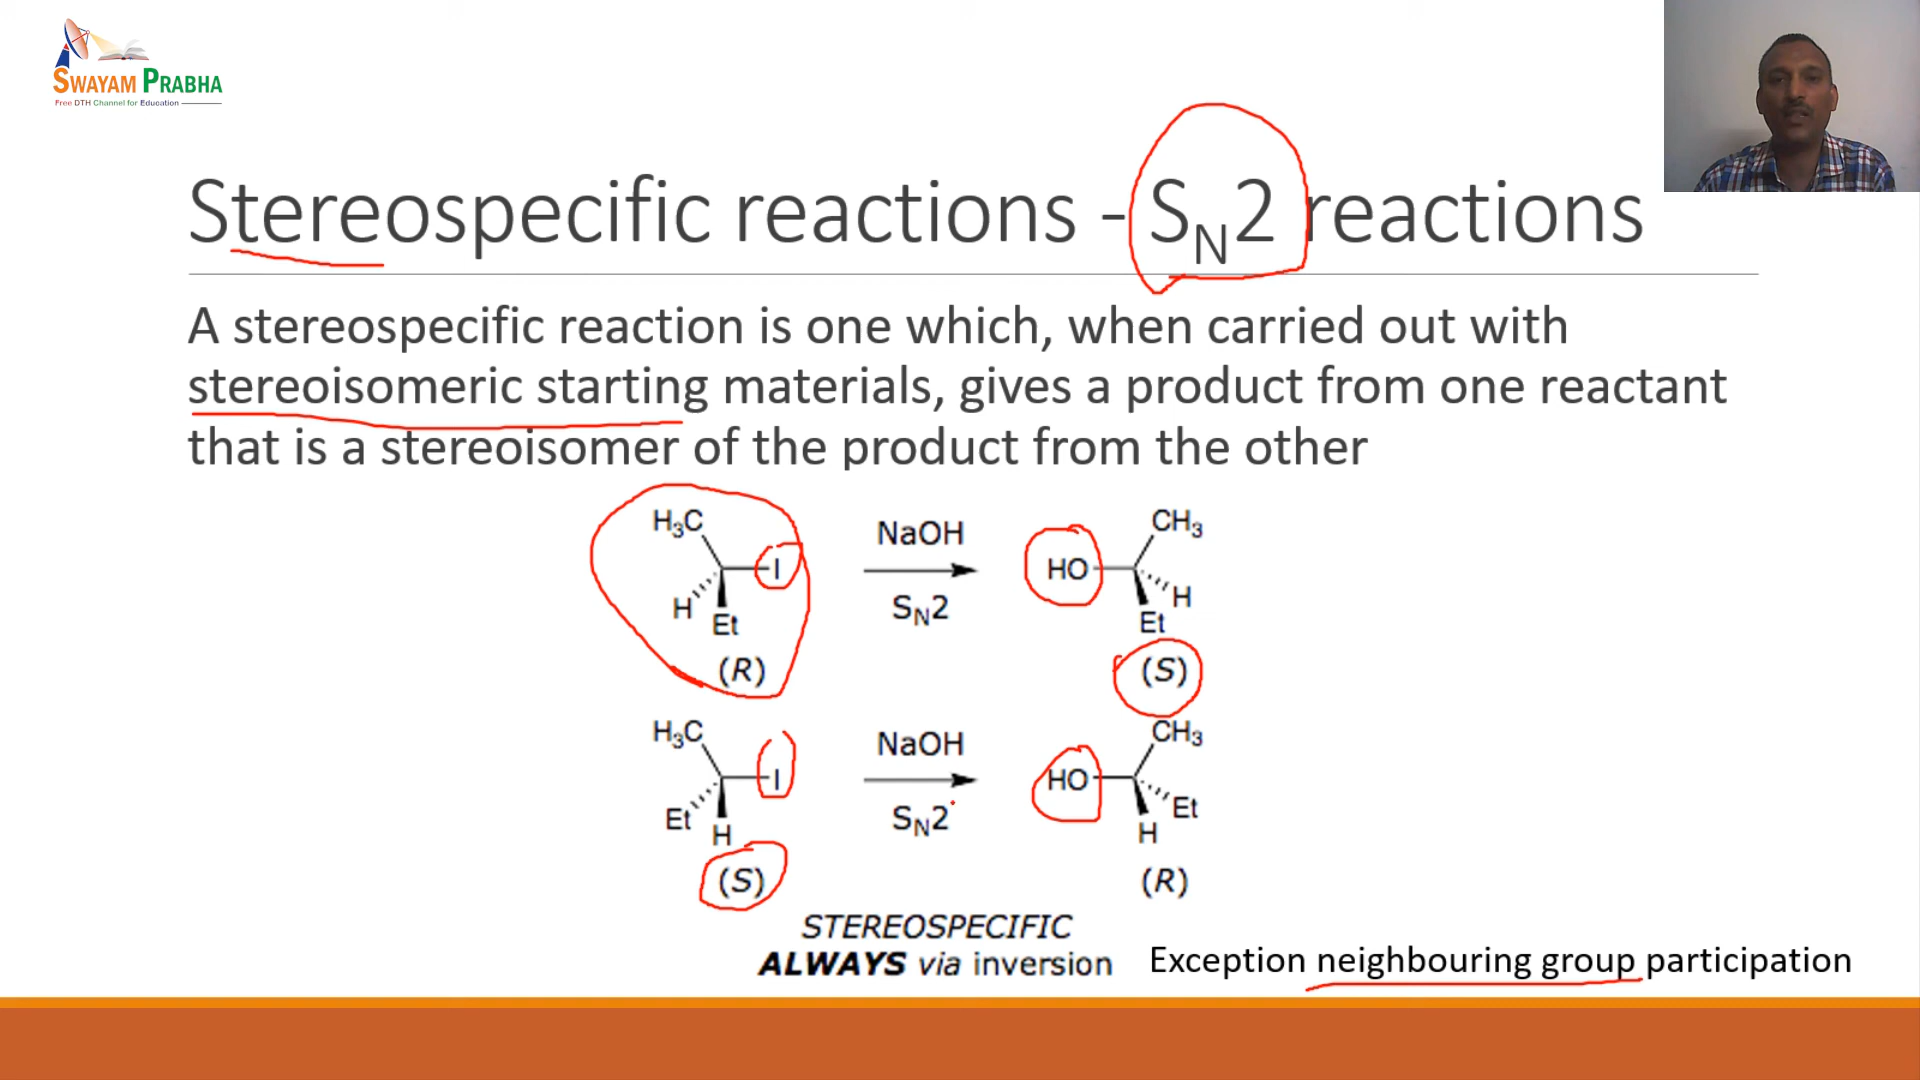 SWAYAM PRABHA
Free DTH Channel for Education
Stereospecific reactions - SN2 reactions
A stereospecific reaction is one which, when carried out with
stereoisomeric starting materials, gives a product from one reactant
that is a stereoisomer of the product from the other
H3C
I
H
Et
(R)
NaOH
SN2
CH3
HO
H
Et
(S)
H3C
I
Et
H
(S)
NaOH
SN2
CH3
HO
Et
H
(R)
STEREOSPECIFIC
ALWAYS via inversion
Exception neighbouring group participation